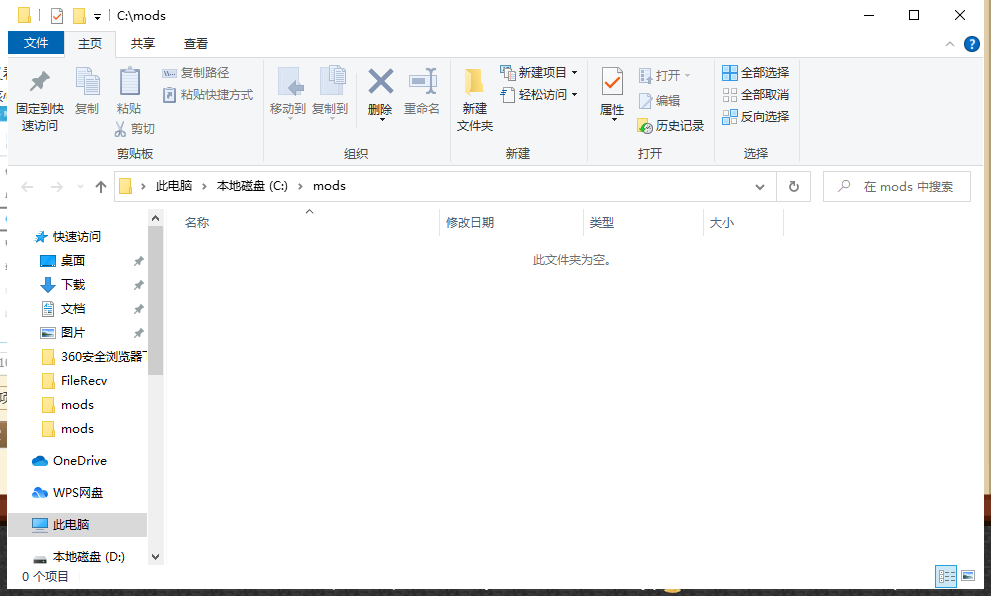 C:\mods
文件
主页
共享
查看
固定到快速访问
复制
粘贴
复制路径
粘贴快捷方式
剪切
剪贴板
移动到
复制到
删除
重命名
组织
新建
文件夹
新建项目
轻松访问
新建
属性
打开
编辑
历史记录
打开
全部选择
全部取消
反向选择
选择
此电脑 > 本地磁盘 (C:) > mods
在 mods 中搜索
名称
修改日期
类型
大小
此文件夹为空。
快速访问
桌面
下载
文档
图片
360安全浏览器
FileRecv
mods
mods
OneDrive
WPS网盘
此电脑
本地磁盘 (D:)
0 个项目